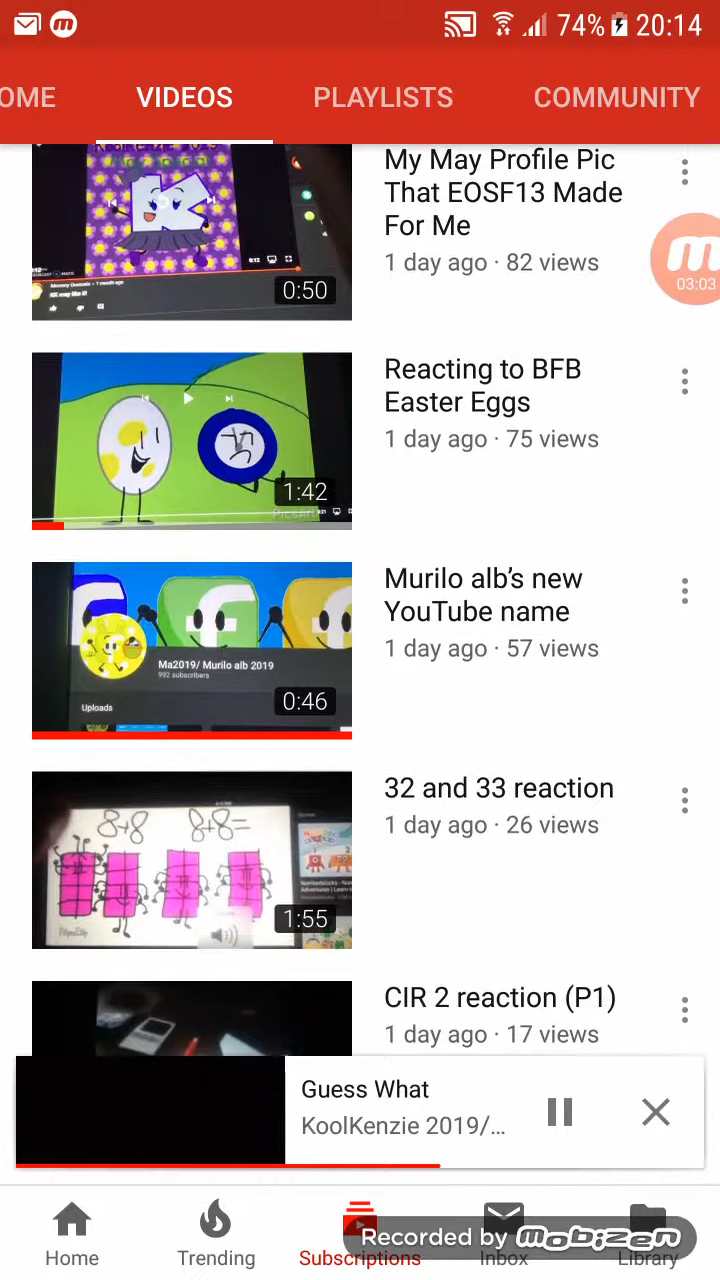 74% 20:14
OME VIDEOS PLAYLISTS COMMUNITY
My May Profile Pic
That EOSF13 Made
For Me
1 day ago · 82 views
0:50
03:03
Reacting to BFB
Easter Eggs
1 day ago · 75 views
1:42
PicsArt
Murilo alb's new
YouTube name
1 day ago · 57 views
Ma2019/ Murilo alb 2019
992 subscribers
Uploads
0:46
32 and 33 reaction
1 day ago · 26 views
8+8 8+8=
1:55
CIR 2 reaction (P1)
1 day ago · 17 views
Guess What
KoolKenzie 2019/...
Recorded by mobizen
Home Trending Subscriptions Inbox Library